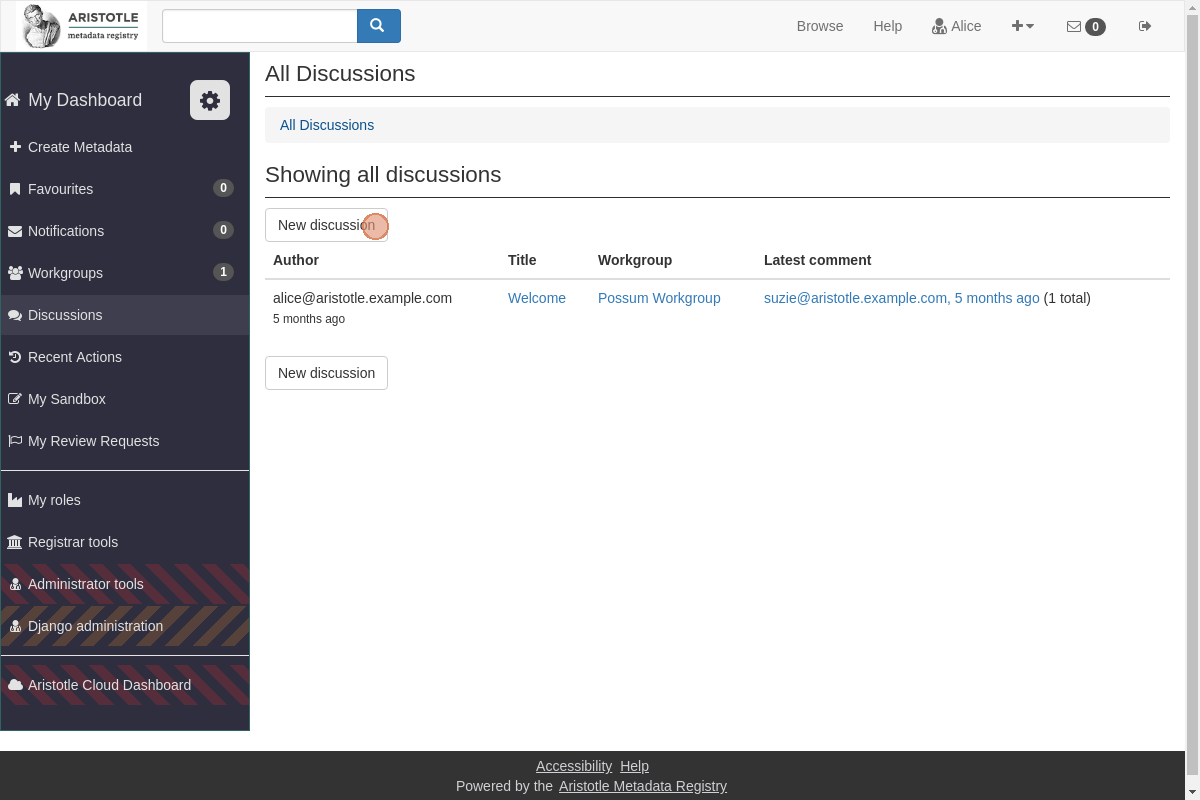 ARISTOTLE
metadata registry
Browse
Help
Alice
0
My Dashboard
Create Metadata
Favourites 0
Notifications 0
Workgroups 1
Discussions
Recent Actions
My Sandbox
My Review Requests
My roles
Registrar tools
Administrator tools
Django administration
Aristotle Cloud Dashboard
All Discussions
All Discussions
Showing all discussions
New discussion
Author Title Workgroup Latest comment
alice@aristotle.example.com Welcome Possum Workgroup suzie@aristotle.example.com, 5 months ago (1 total)
5 months ago
New discussion
Accessibility Help
Powered by the Aristotle Metadata Registry